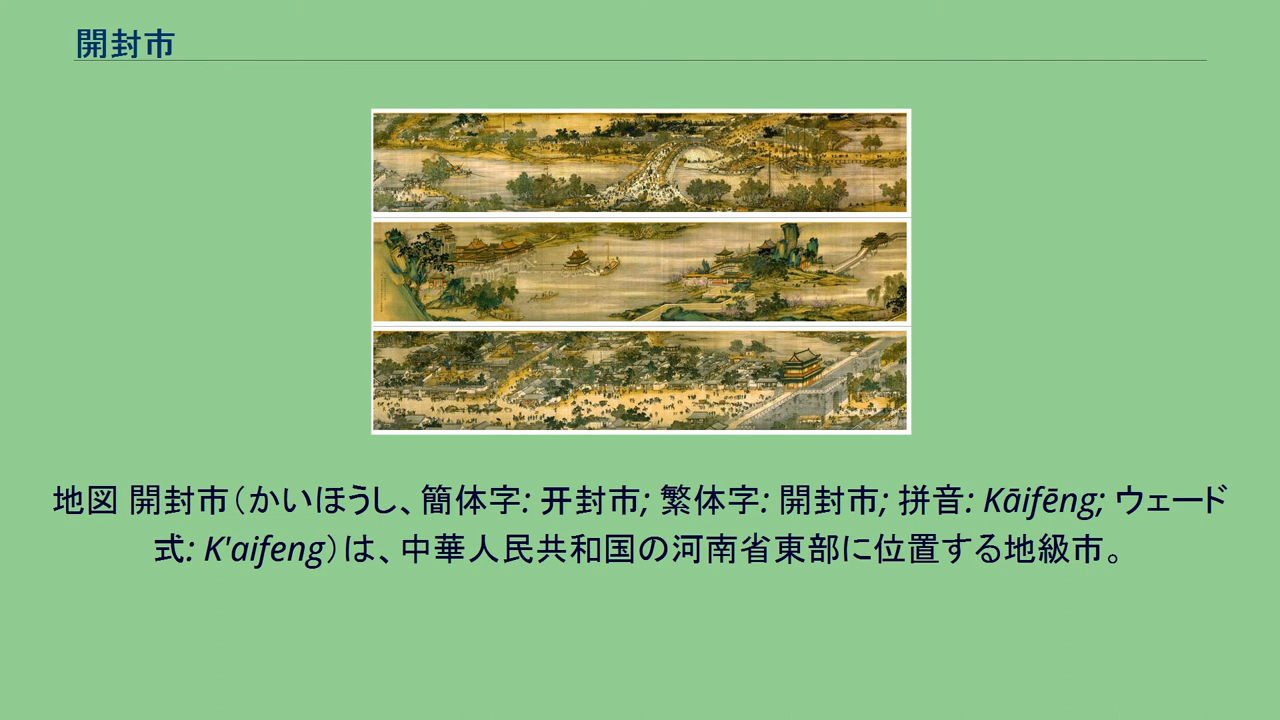 開封市
地図 開封市（かいほうし、簡体字: 开封市; 繁体字: 開封市; 拼音: Kāifēng; ウェード
式: K'aifeng）は、中華人民共和国の河南省東部に位置する地級市。